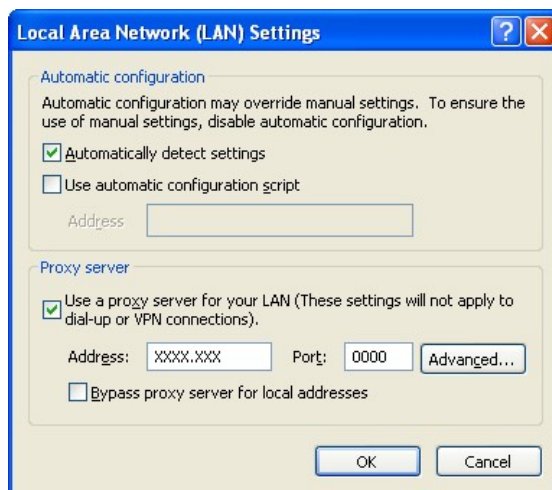 Local Area Network (LAN) Settings
Automatic configuration
Automatic configuration may override manual settings. To ensure the
use of manual settings, disable automatic configuration.
Automatically detect settings
Use automatic configuration script
Address
Proxy server
Use a proxy server for your LAN (These settings will not apply to
dial-up or VPN connections).
Address: XXXX.XXX Port: 0000 Advanced...
Bypass proxy server for local addresses
OK Cancel